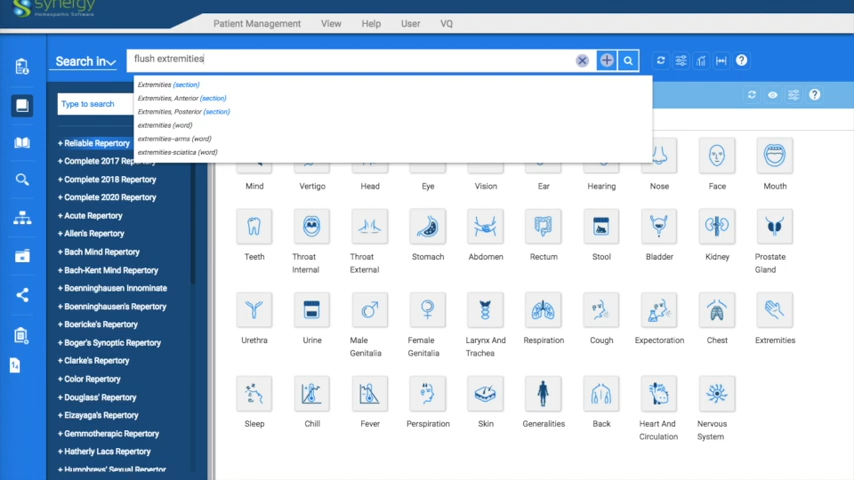 synergy
Homeopathic Software
Patient Management View Help User VQ
Search in
flush extremities
Extremities (section)
Extremities, Anterior (section)
Extremities, Posterior (section)
extremities (word)
extremities--arms (word)
extremities-sciatica (word)
Type to search
+ Reliable Repertory
+ Complete 2017 Repertory
+ Complete 2018 Repertory
+ Complete 2020 Repertory
+ Acute Repertory
+ Allen's Repertory
+ Bach Mind Repertory
+ Bach-Kent Mind Repertory
+ Boenninghausen Innominate
+ Boenninghausen's Repertory
+ Boericke's Repertory
+ Boger's Synoptic Repertory
+ Clarke's Repertory
+ Color Repertory
+ Douglass' Repertory
+ Eizayaga's Repertory
+ Gemmotherapic Repertory
+ Hatherly Lacs Repertory
+ Humphreys' Sexual Repertor
Mind Vertigo Head Eye Vision Ear Hearing Nose Face Mouth
Teeth Throat Internal Throat External Stomach Abdomen Rectum Stool Bladder Kidney Prostate Gland
Urethra Urine Male Genitalia Female Genitalia Larynx And Trachea Respiration Cough Expectoration Chest Extremities
Sleep Chill Fever Perspiration Skin Generalities Back Heart And Circulation Nervous System